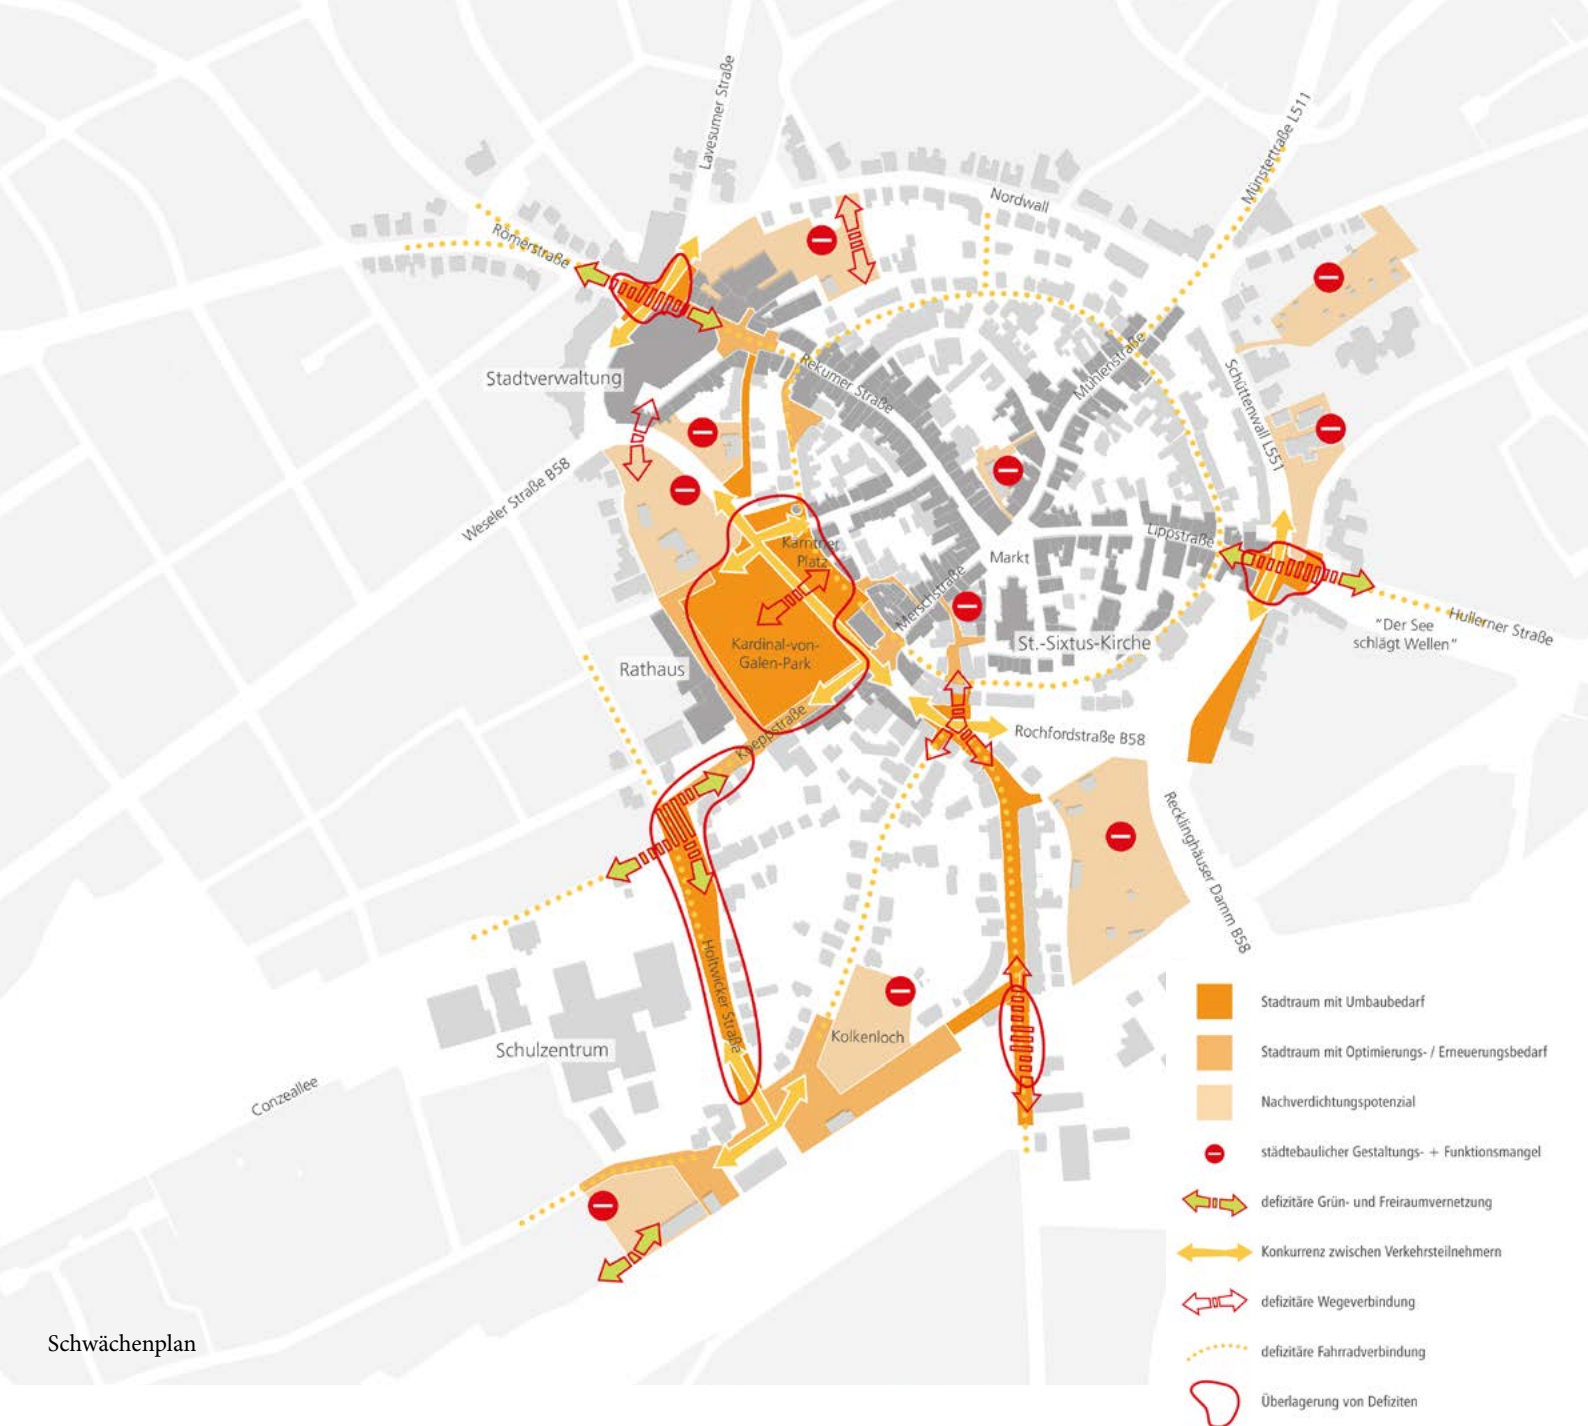 Lavesumer Straße
Münstertraße L511
Nordwall
Römerstraße
Stadtverwaltung
Rekumer Straße
Mühlenstraße
Schüttenwall L551
Weseler Straße B58
Lippstraße
Kärntner
Platz
Markt
Merschstraße
"Der See
schlägt Wellen"
Hullerner Straße
St.-Sixtus-Kirche
Kardinal-von-
Galen-Park
Rathaus
Koeppstraße
Rochfordstraße B58
Recklinghäuser Damm B58
Holtwicker Straße
Schulzentrum
Kolkenloch
Conzeallee
Stadtraum mit Umbaubedarf
Stadtraum mit Optimierungs- / Erneuerungsbedarf
Nachverdichtungspotenzial
städtebaulicher Gestaltungs- + Funktionsmangel
defizitäre Grün- und Freiraumvernetzung
Konkurrenz zwischen Verkehrsteilnehmern
defizitäre Wegeverbindung
defizitäre Fahrradverbindung
Überlagerung von Defiziten
Schwächenplan